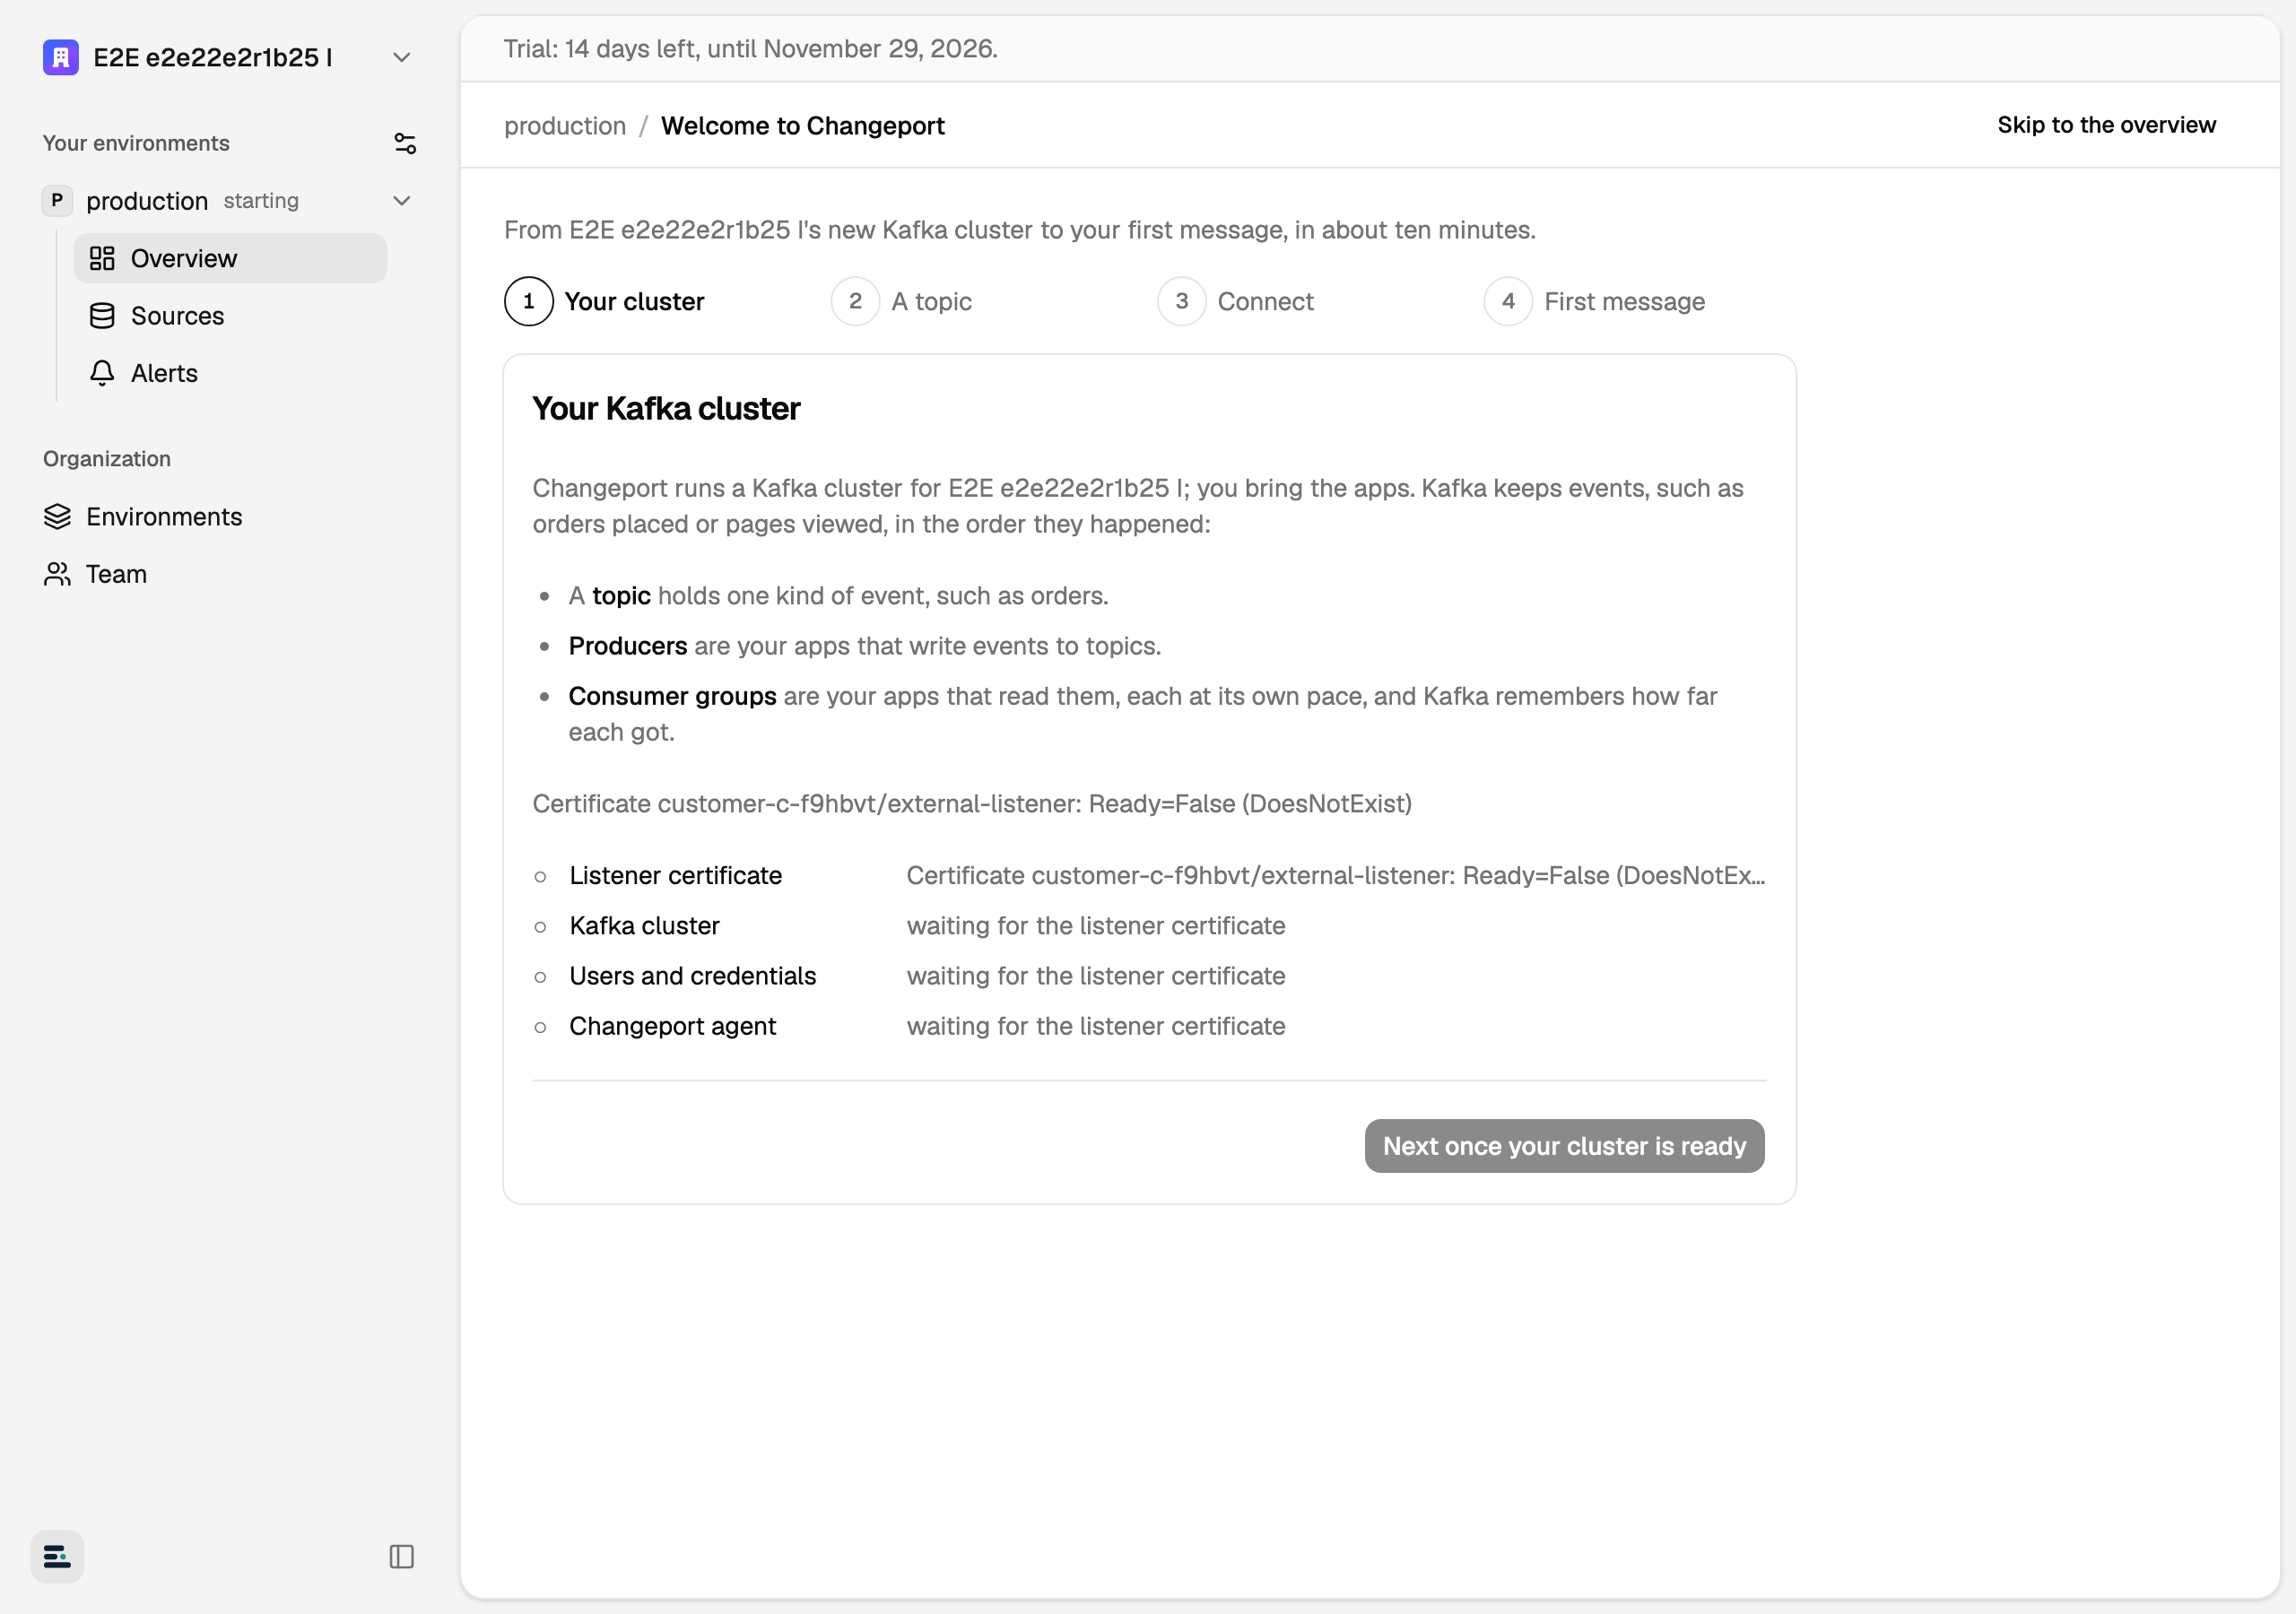 E2E e2e22e2r1b25 I
Your environments
P production starting
Overview
Sources
Alerts
Organization
Environments
Team
Trial: 14 days left, until November 29, 2026.
production / Welcome to Changeport
Skip to the overview
From E2E e2e22e2r1b25 I's new Kafka cluster to your first message, in about ten minutes.
1 Your cluster
2 A topic
3 Connect
4 First message
Your Kafka cluster
Changeport runs a Kafka cluster for E2E e2e22e2r1b25 I; you bring the apps. Kafka keeps events, such as
orders placed or pages viewed, in the order they happened:
A topic holds one kind of event, such as orders.
Producers are your apps that write events to topics.
Consumer groups are your apps that read them, each at its own pace, and Kafka remembers how far
each got.
Certificate customer-c-f9hbvt/external-listener: Ready=False (DoesNotExist)
Listener certificate Certificate customer-c-f9hbvt/external-listener: Ready=False (DoesNotEx...
Kafka cluster waiting for the listener certificate
Users and credentials waiting for the listener certificate
Changeport agent waiting for the listener certificate
Next once your cluster is ready